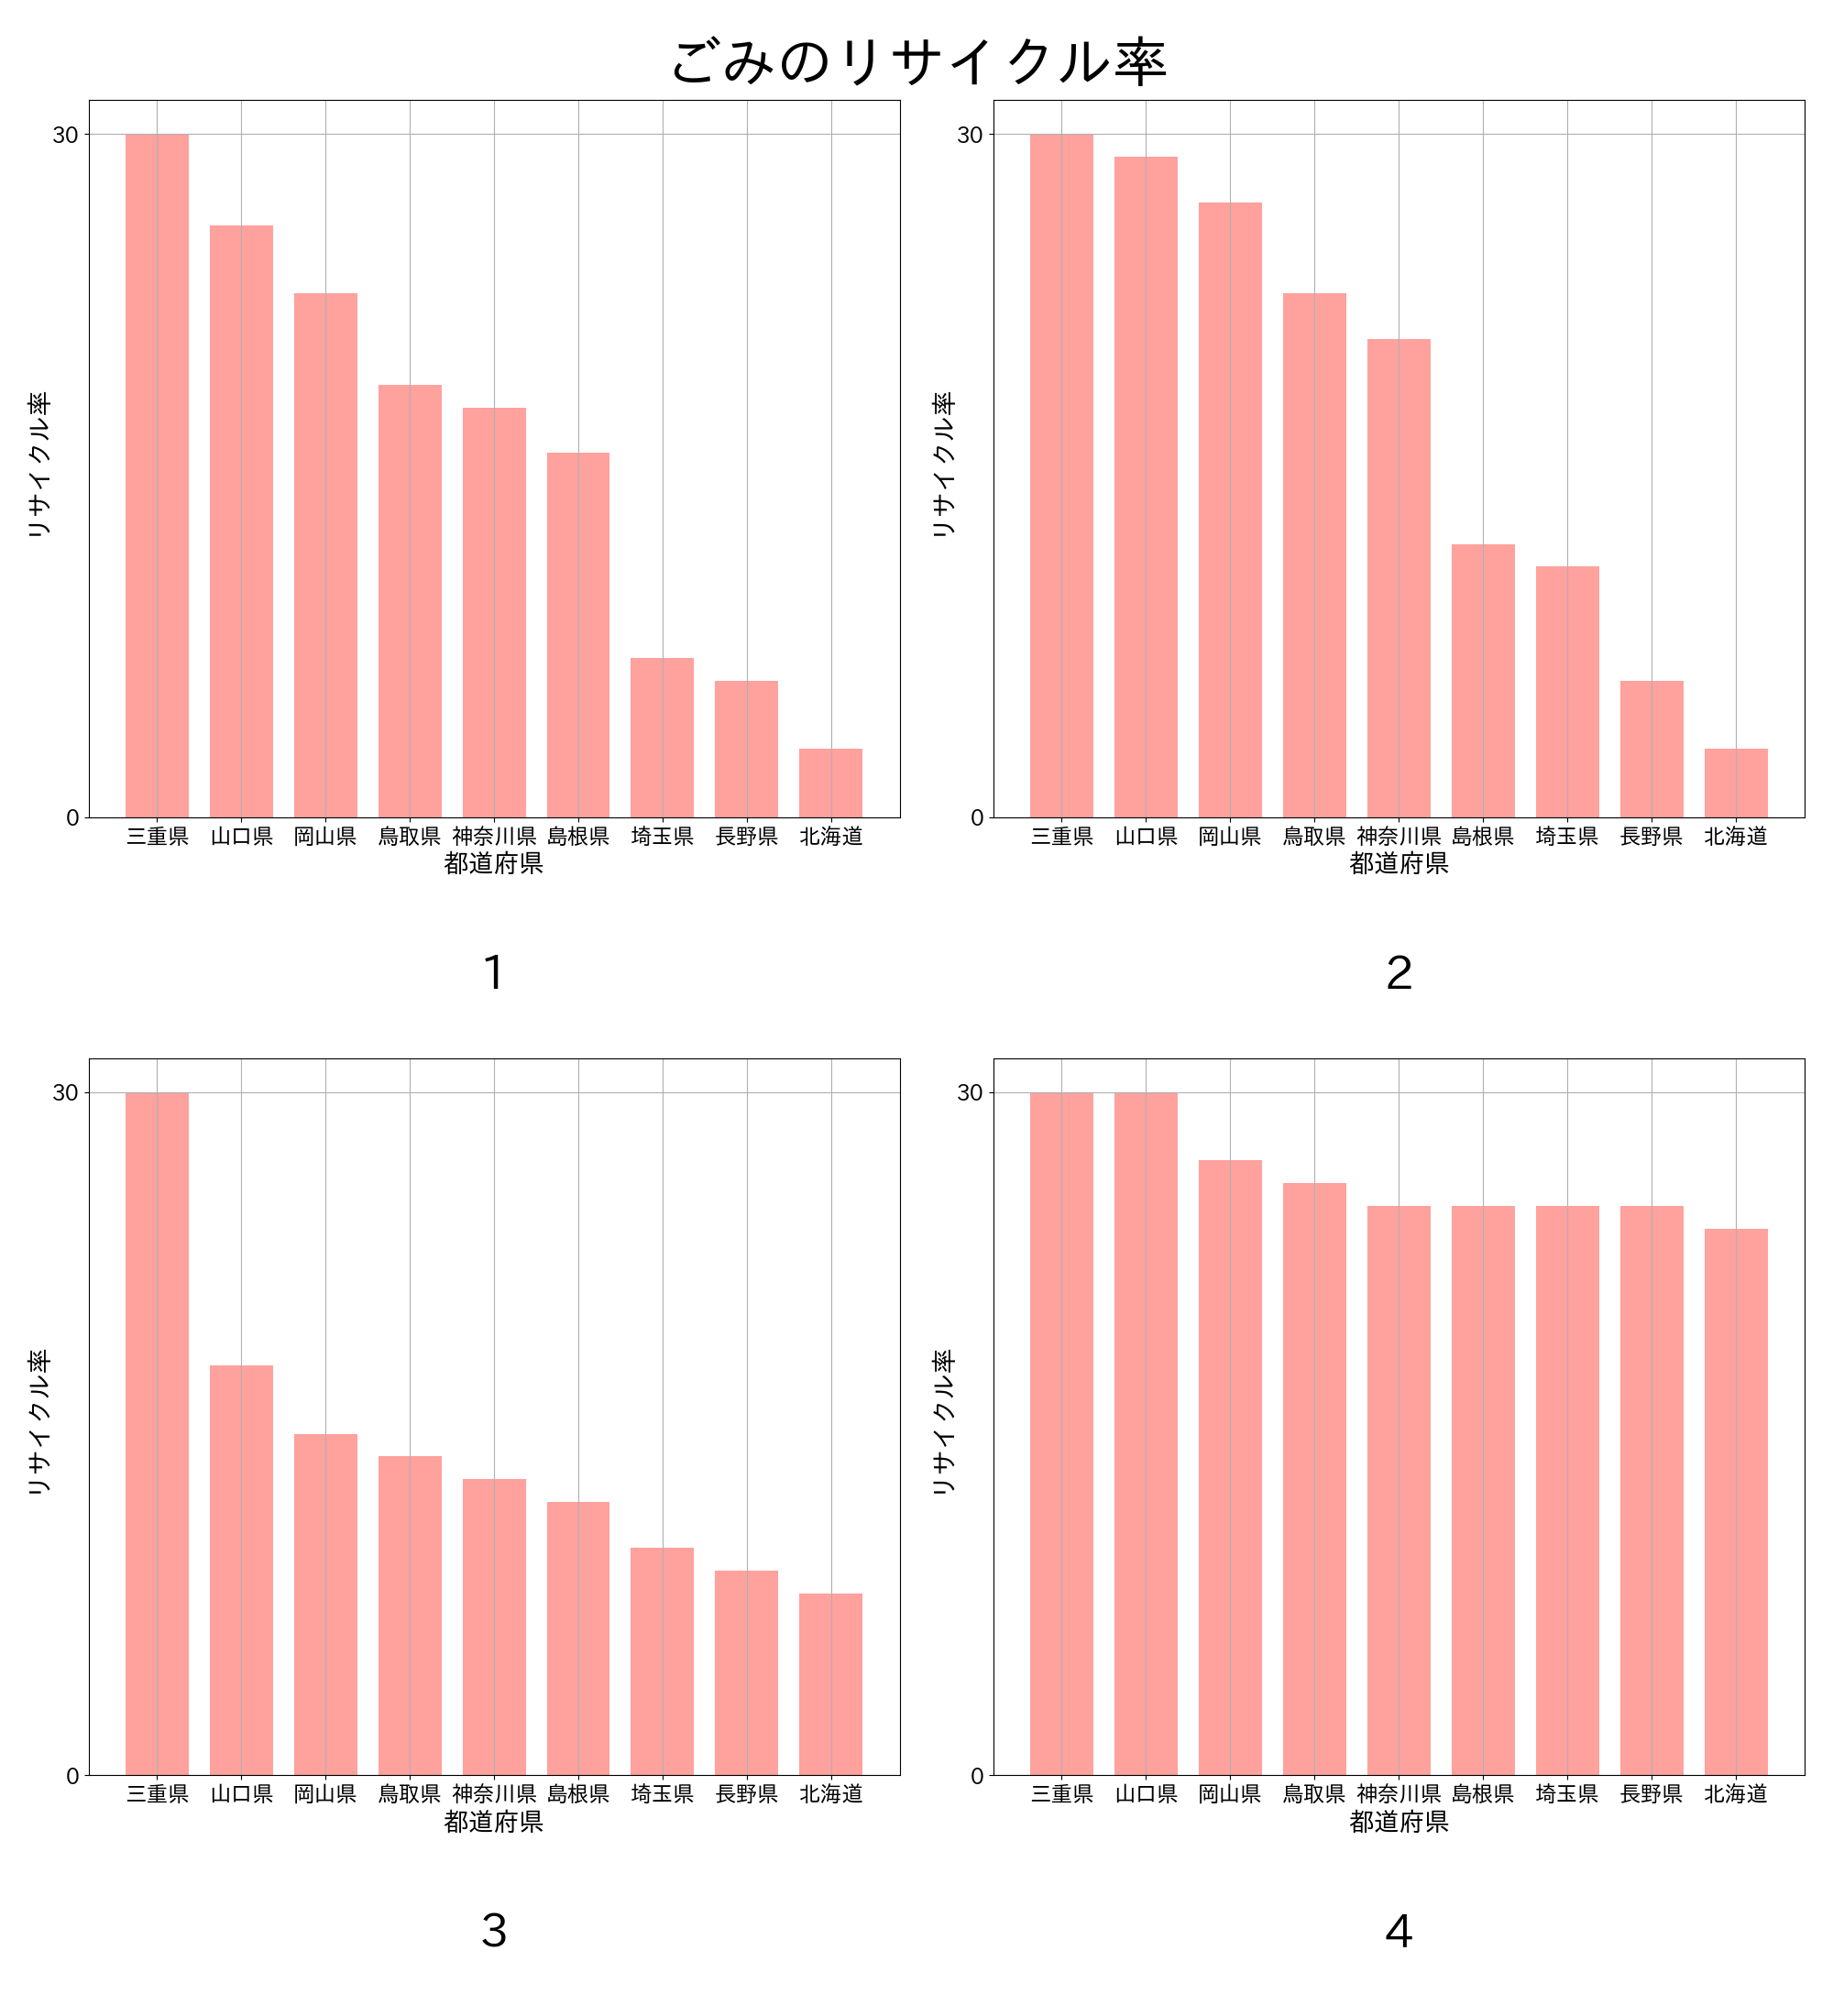 ごみのリサイクル率
30
リサイクル率
0
三重県 山口県 岡山県 鳥取県 神奈川県 島根県 埼玉県 長野県 北海道
都道府県
1
30
リサイクル率
0
三重県 山口県 岡山県 鳥取県 神奈川県 島根県 埼玉県 長野県 北海道
都道府県
2
30
リサイクル率
0
三重県 山口県 岡山県 鳥取県 神奈川県 島根県 埼玉県 長野県 北海道
都道府県
3
30
リサイクル率
0
三重県 山口県 岡山県 鳥取県 神奈川県 島根県 埼玉県 長野県 北海道
都道府県
4